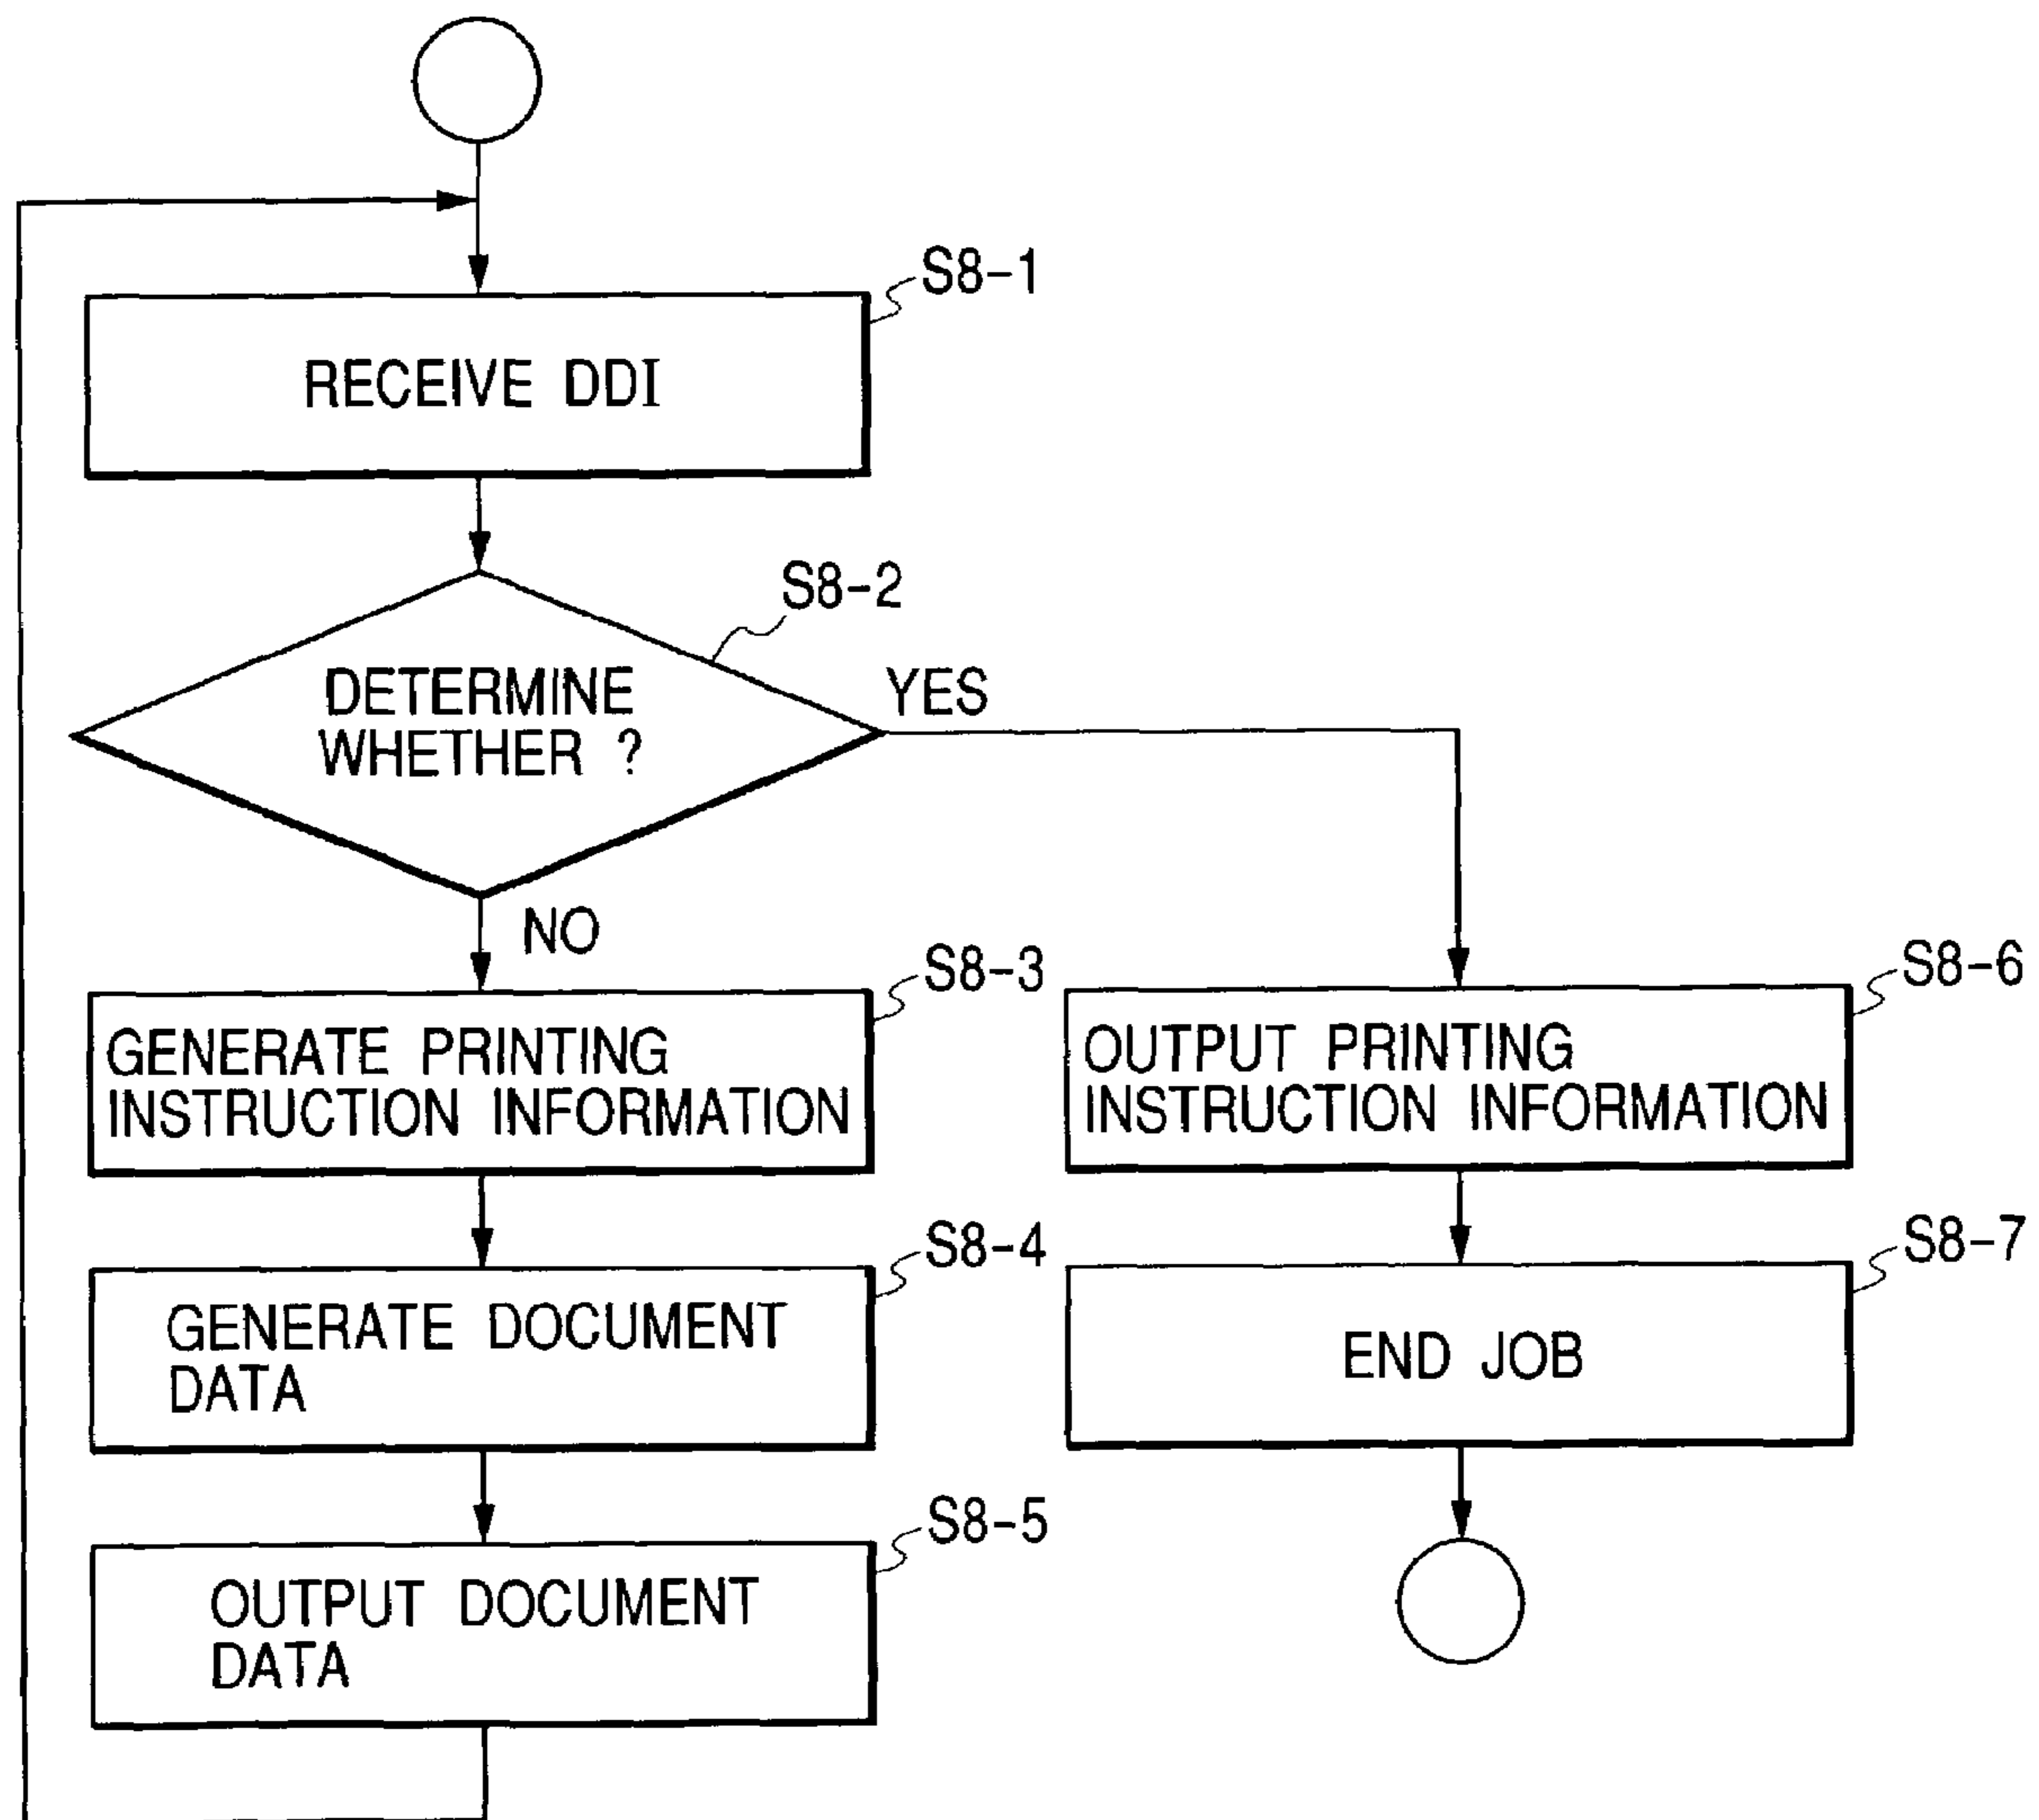 S8-1
RECEIVE DDI
S8-2
DETERMINE
WHETHER ?
YES
NO
S8-3
GENERATE PRINTING
INSTRUCTION INFORMATION
S8-6
OUTPUT PRINTING
INSTRUCTION INFORMATION
S8-4
GENERATE DOCUMENT
DATA
S8-7
END JOB
S8-5
OUTPUT DOCUMENT
DATA